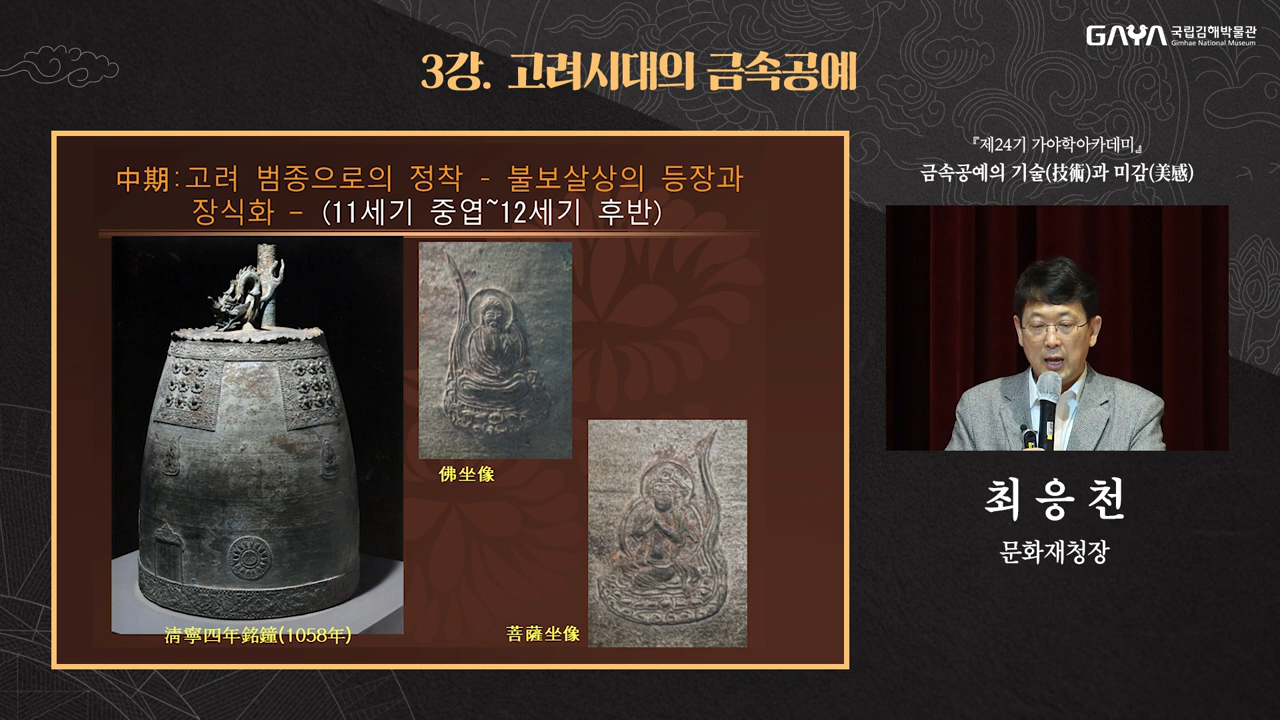 GAYA 국립김해박물관
Gimhae National Museum
3강. 고려시대의 금속공예
『제24기 가야학아카데미』
금속공예의 기술(技術)과 미감(美感)
中期:고려 범종으로의 정착 - 불보살상의 등장과
장식화 - (11세기 중엽~12세기 후반)
佛坐像
淸寧四年銘鐘(1058年)
菩薩坐像
최응천
문화재청장